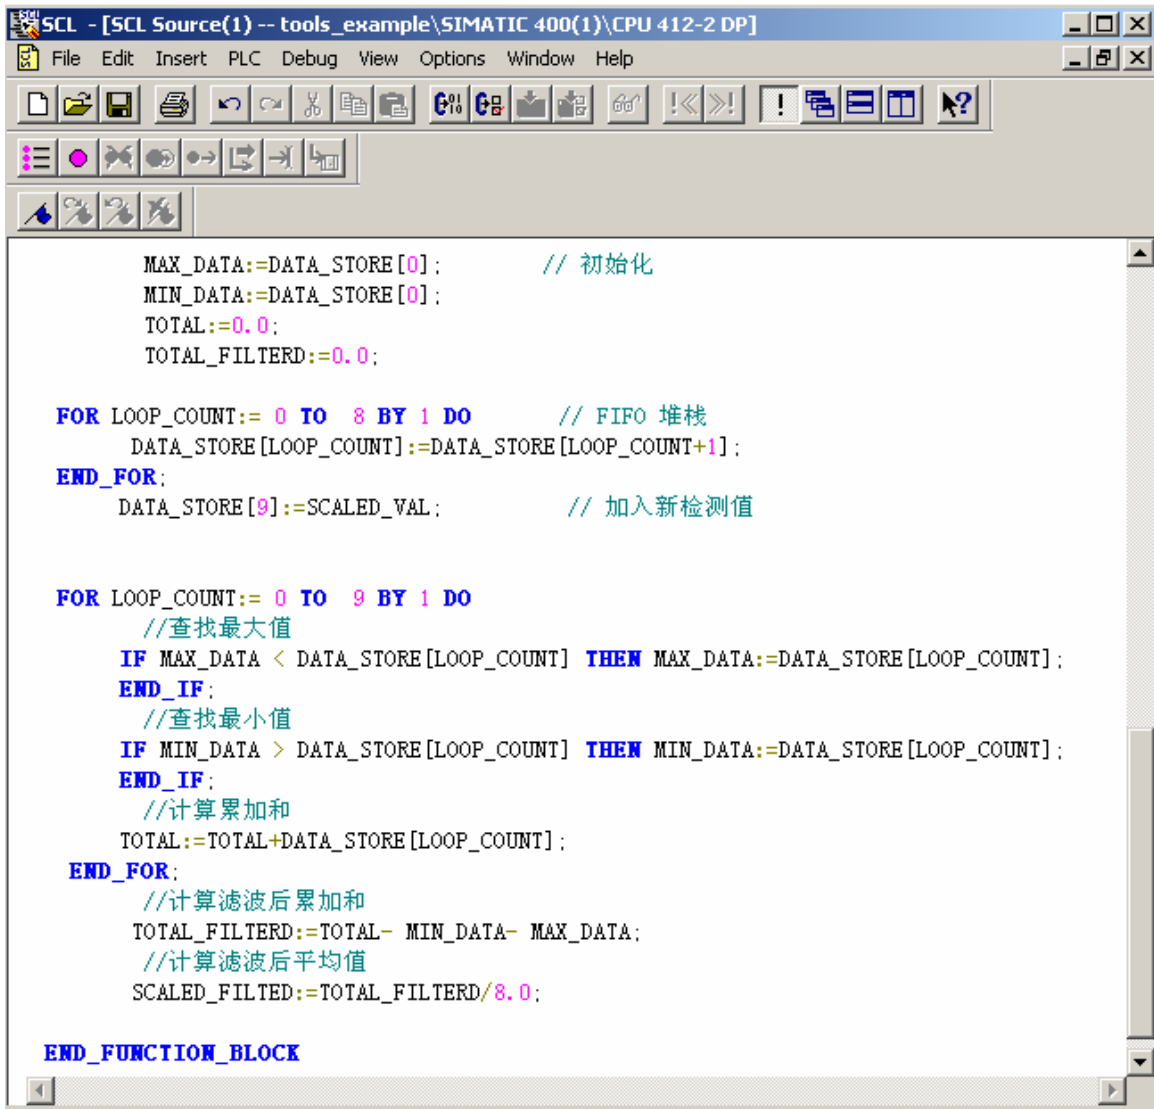 SCL - [SCL Source(1) -- tools_example\SIMATIC 400(1)\CPU 412-2 DP]
File Edit Insert PLC Debug View Options Window Help
MAX_DATA:=DATA_STORE[0]; // 初始化
MIN_DATA:=DATA_STORE[0];
TOTAL:=0.0;
TOTAL_FILTERD:=0.0;
FOR LOOP_COUNT:= 0 TO 8 BY 1 DO // FIFO 堆栈
DATA_STORE[LOOP_COUNT]:=DATA_STORE[LOOP_COUNT+1];
END_FOR;
DATA_STORE[9]:=SCALED_VAL; // 加入新检测值
FOR LOOP_COUNT:= 0 TO 9 BY 1 DO
//查找最大值
IF MAX_DATA < DATA_STORE[LOOP_COUNT] THEN MAX_DATA:=DATA_STORE[LOOP_COUNT];
END_IF;
//查找最小值
IF MIN_DATA > DATA_STORE[LOOP_COUNT] THEN MIN_DATA:=DATA_STORE[LOOP_COUNT];
END_IF;
//计算累加和
TOTAL:=TOTAL+DATA_STORE[LOOP_COUNT];
END_FOR;
//计算滤波后累加和
TOTAL_FILTERD:=TOTAL- MIN_DATA- MAX_DATA;
//计算滤波后平均值
SCALED_FILTED:=TOTAL_FILTERD/8.0;
END_FUNCTION_BLOCK